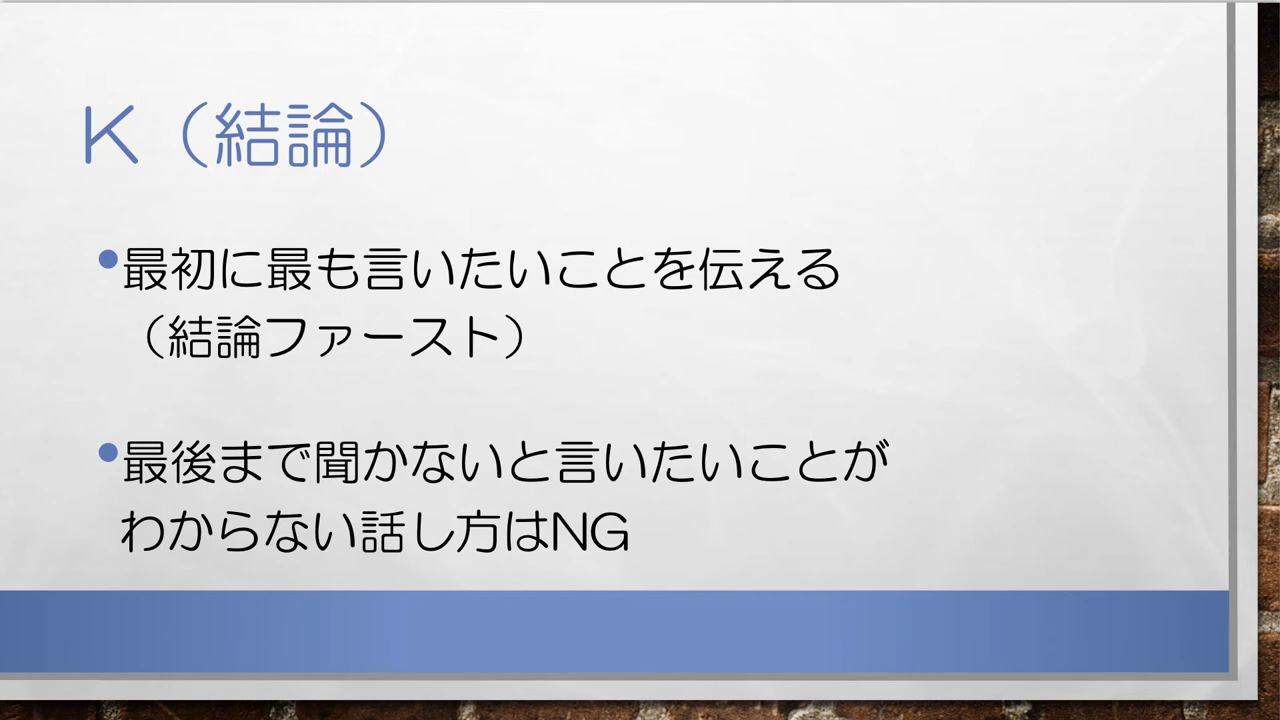 K（結論）
•最初に最も言いたいことを伝える
（結論ファースト）
•最後まで聞かないと言いたいことが
わからない話し方はNG